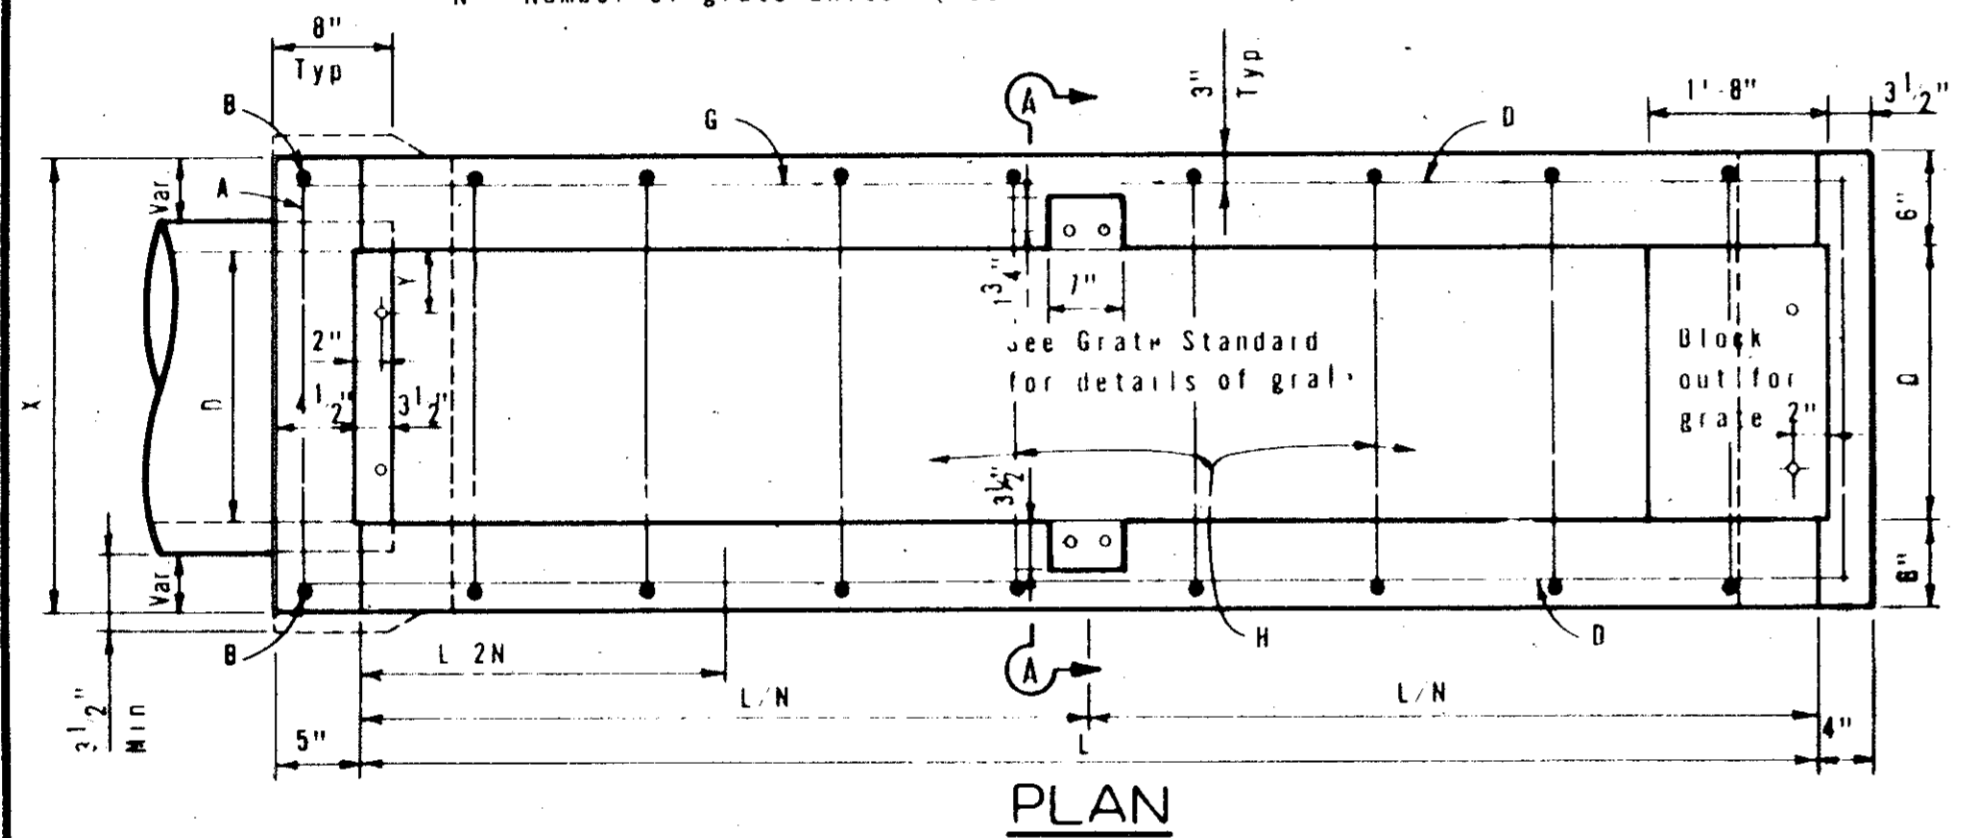 8"
Typ
3"
Typ
A
1'-8"
3 1/2"
B
G
D
A
Var
6"
Y
1 3/4"
7"
2"
See Grate Standard
for details of
Block
out for
grate
2"
X
D
4 1/2"
3 1/2"
D
3 1/2"
Var
6"
B
H
D
L 2N
A
L/N
L/N
3 1/2"
Min
5"
L
4"
PLAN